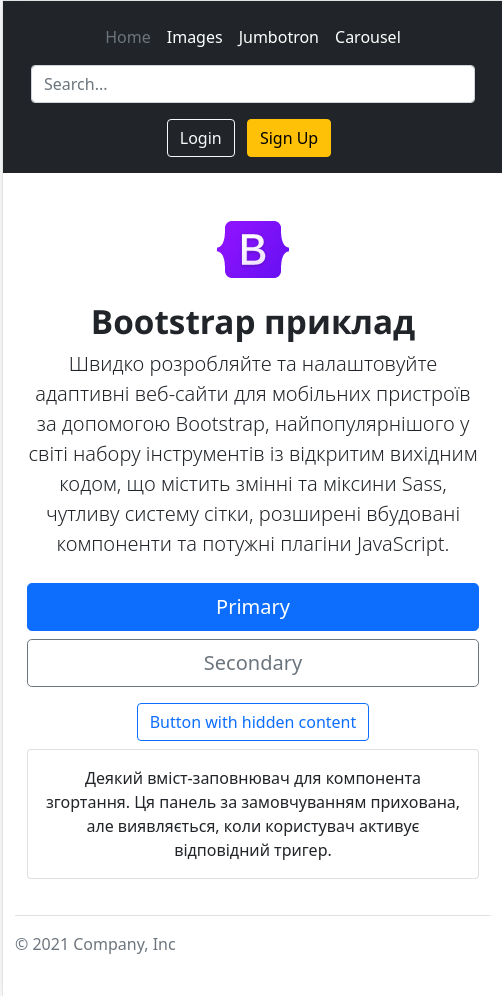 Home Images Jumbotron Carousel
Search...
Login Sign Up
B
Bootstrap приклад
Швидко розробляйте та налаштовуйте
адаптивні веб-сайти для мобільних пристроїв
за допомогою Bootstrap, найпопулярнішого у
світі набору інструментів із відкритим вихідним
кодом, що містить змінні та міксини Sass,
чутливу систему сітки, розширені вбудовані
компоненти та потужні плагіни JavaScript.
Primary
Secondary
Button with hidden content
Деякий вміст-заповнювач для компонента
згортання. Ця панель за замовчуванням прихована,
але виявляється, коли користувач активує
відповідний тригер.
© 2021 Company, Inc